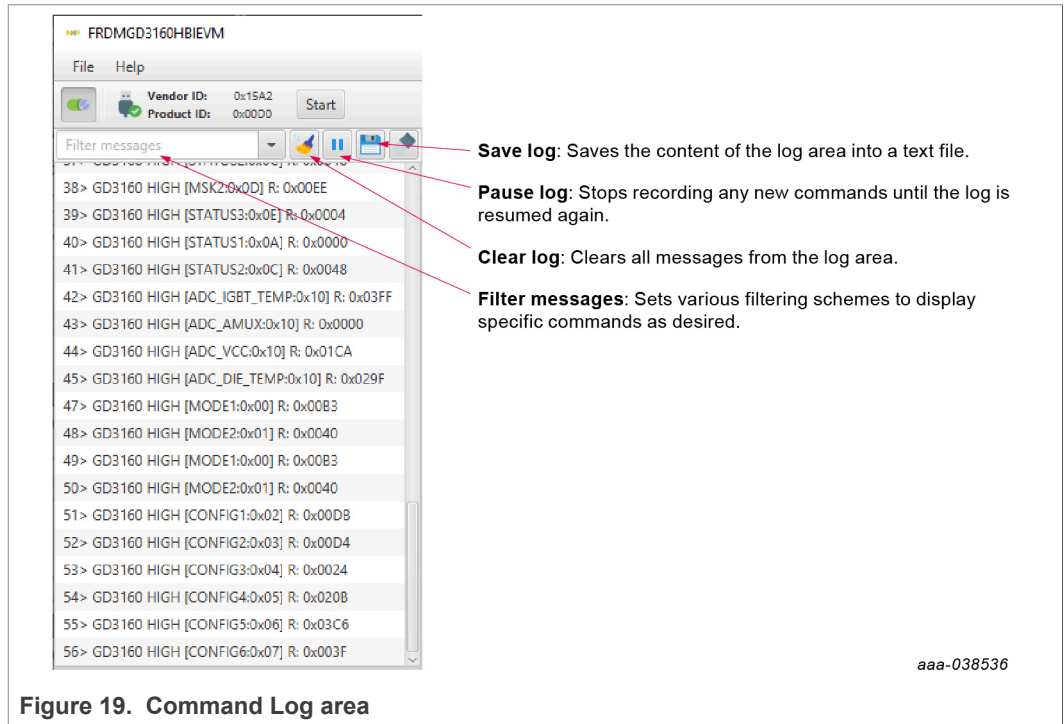 NXP FRDMGD3160HBIEVM
File Help
Vendor ID: 0x15A2
Product ID: 0x00DD
Start
Filter messages
38> GD3160 HIGH [MSK2:0x0D] R: 0x00EE
39> GD3160 HIGH [STATUS3:0x0E] R: 0x0004
40> GD3160 HIGH [STATUS1:0x0A] R: 0x0000
41> GD3160 HIGH [STATUS2:0x0C] R: 0x0048
42> GD3160 HIGH [ADC_IGBT_TEMP:0x10] R: 0x03FF
43> GD3160 HIGH [ADC_AMUX:0x10] R: 0x0000
44> GD3160 HIGH [ADC_VCC:0x10] R: 0x01CA
45> GD3160 HIGH [ADC_DIE_TEMP:0x10] R: 0x029F
47> GD3160 HIGH [MODE1:0x00] R: 0x00B3
48> GD3160 HIGH [MODE2:0x01] R: 0x0040
49> GD3160 HIGH [MODE1:0x00] R: 0x00B3
50> GD3160 HIGH [MODE2:0x01] R: 0x0040
51> GD3160 HIGH [CONFIG1:0x02] R: 0x00DB
52> GD3160 HIGH [CONFIG2:0x03] R: 0x00D4
53> GD3160 HIGH [CONFIG3:0x04] R: 0x0024
54> GD3160 HIGH [CONFIG4:0x05] R: 0x020B
55> GD3160 HIGH [CONFIG5:0x06] R: 0x03C6
56> GD3160 HIGH [CONFIG6:0x07] R: 0x003F
Save log: Saves the content of the log area into a text file.
Pause log: Stops recording any new commands until the log is
resumed again.
Clear log: Clears all messages from the log area.
Filter messages: Sets various filtering schemes to display
specific commands as desired.
aaa-038536
Figure 19. Command Log area